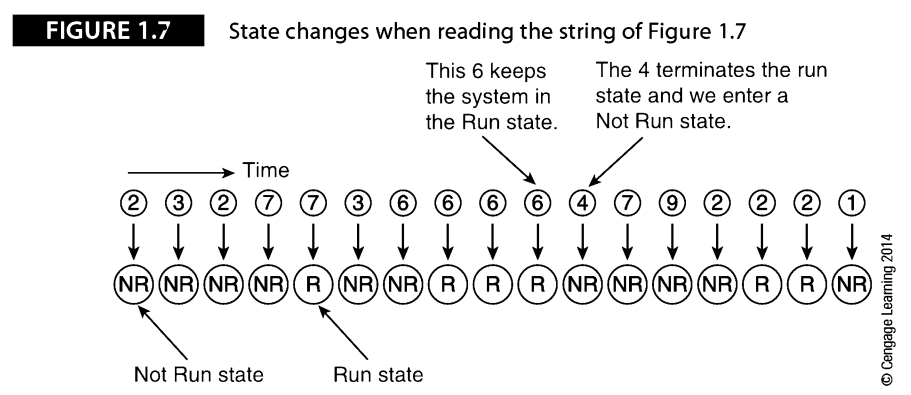 FIGURE 1.7 State changes when reading the string of Figure 1.7
This 6 keeps
the system in
the Run state.
The 4 terminates the run
state and we enter a
Not Run state.
Time
2 3 2 7 7 3 6 6 6 6 4 7 9 2 2 2 1
NR NR NR NR R NR NR R R R NR NR NR NR R R NR
Not Run state
Run state
© Cengage Learning 2014